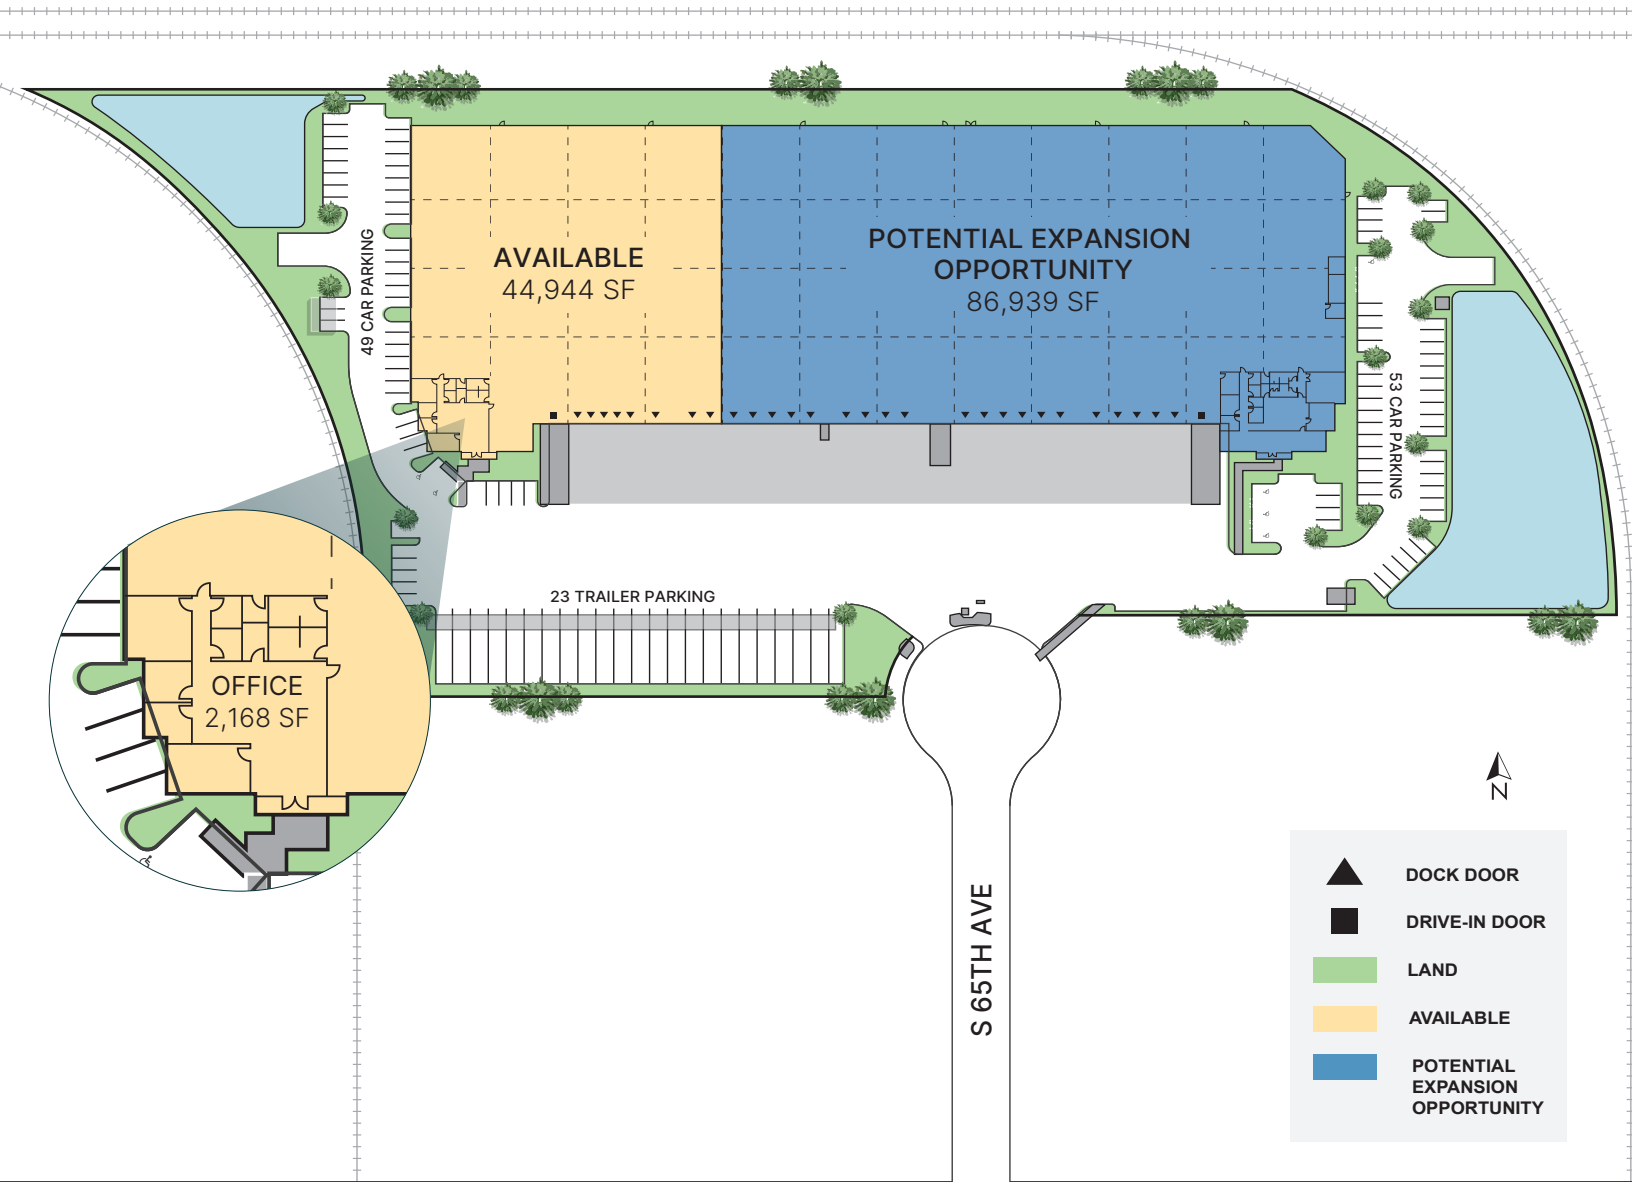 AVAILABLE
44,944 SF
POTENTIAL EXPANSION
OPPORTUNITY
86,939 SF
49 CAR PARKING
53 CAR PARKING
23 TRAILER PARKING
OFFICE
2,168 SF
S 65TH AVE
N
DOCK DOOR
DRIVE-IN DOOR
LAND
AVAILABLE
POTENTIAL
EXPANSION
OPPORTUNITY